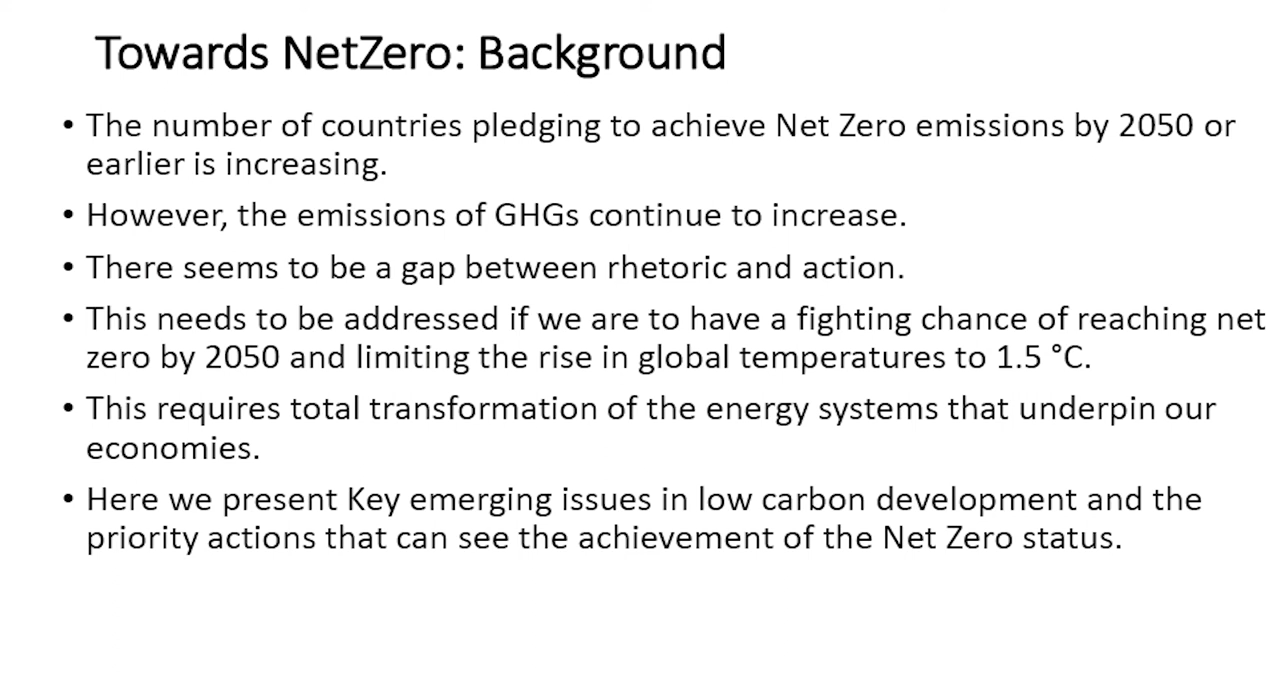 Towards NetZero: Background
• The number of countries pledging to achieve Net Zero emissions by 2050 or
earlier is increasing.
• However, the emissions of GHGs continue to increase.
• There seems to be a gap between rhetoric and action.
• This needs to be addressed if we are to have a fighting chance of reaching net
zero by 2050 and limiting the rise in global temperatures to 1.5 °C.
• This requires total transformation of the energy systems that underpin our
economies.
• Here we present Key emerging issues in low carbon development and the
priority actions that can see the achievement of the Net Zero status.